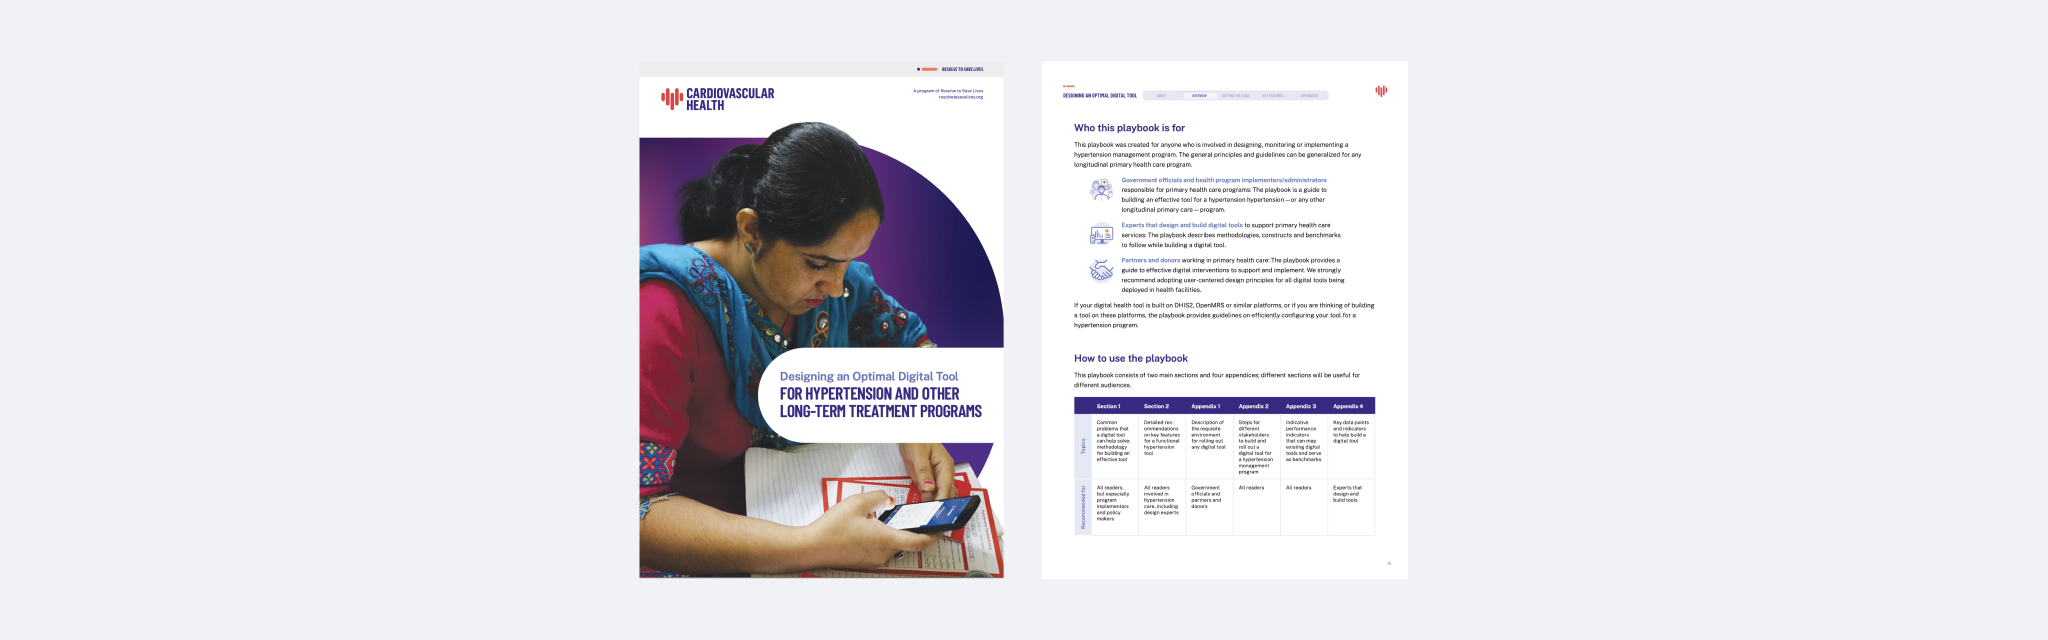 RESOLVE TO SAVE LIVES
CARDIOVASCULAR
HEALTH
A program of Resolve to Save Lives
resolvetosavelives.org
Designing an Optimal Digital Tool
FOR HYPERTENSION AND OTHER
LONG-TERM TREATMENT PROGRAMS
DESIGNING AN OPTIMAL DIGITAL TOOL
ABOUT OVERVIEW SETTING THE STAGE KEY FEATURES APPENDICES
Who this playbook is for
This playbook was created for anyone who is involved in designing, monitoring or implementing a
hypertension management program. The general principles and guidelines can be generalized for any
longitudinal primary health care program.
Government officials and health program implementers/administrators
responsible for primary health care programs: The playbook is a guide to
building an effective tool for a hypertension hypertension—or any other
longitudinal primary care—program.
Experts that design and build digital tools to support primary health care
services: The playbook describes methodologies, constructs and benchmarks
to follow while building a digital tool.
Partners and donors working in primary health care: The playbook provides a
guide to effective digital interventions to support and implement. We strongly
recommend adopting user-centered design principles for all digital tools being
deployed in health facilities.
If your digital health tool is built on DHIS2, OpenMRS or similar platforms, or if you are thinking of building
a tool on these platforms, the playbook provides guidelines on efficiently configuring your tool for a
hypertension program.
How to use the playbook
This playbook consists of two main sections and four appendices; different sections will be useful for
different audiences.
Section 1 Section 2 Appendix 1 Appendix 2 Appendix 3 Appendix 4
Topics
Common
problems that
a digital tool
can help solve,
methodology
for building an
effective tool
Detailed rec-
ommendations
on key features
for a functional
hypertension
tool
Description of
the requisite
environment
for rolling out
any digital tool
Steps for
different
stakeholders
to build and
roll out a
digital tool for
a hypertension
management
program
Indicative
performance
indicators
that can map
existing digital
tools and serve
as benchmarks
Key data points
and indicators
to help build a
digital tool
Recommended for
All readers,
but especially
program
implementors
and policy
makers
All readers
involved in
hypertension
care, including
design experts
Government
officials and
partners and
donors
All readers
All readers
Experts that
design and
build tools